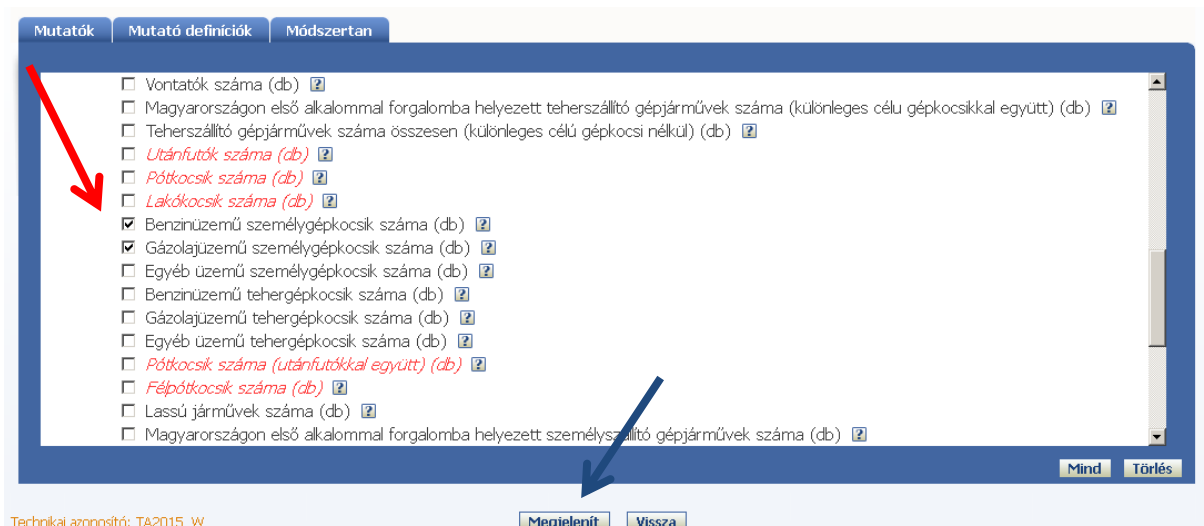 Mutatók Mutató definíciók Módszertan
Vontatók száma (db) ?
Magyarországon első alkalommal forgalomba helyezett teherszállító gépjárművek száma (különleges célu gépkocsikkal együtt) (db) ?
Teherszállító gépjárművek száma összesen (különleges célú gépkocsi nélkül) (db) ?
Utánfutók száma (db) ?
Pótkocsik száma (db) ?
Lakókocsik száma (db) ?
Benzinüzemű személygépkocsik száma (db) ?
Gázolajüzemű személygépkocsik száma (db) ?
Egyéb üzemű személygépkocsik száma (db) ?
Benzinüzemű tehergépkocsik száma (db) ?
Gázolajüzemű tehergépkocsik száma (db) ?
Egyéb üzemű tehergépkocsik száma (db) ?
Pótkocsik száma (utánfutókkal együtt) (db) ?
Félpótkocsik száma (db) ?
Lassú járművek száma (db) ?
Magyarországon első alkalommal forgalomba helyezett személyszállító gépjárművek száma (db) ?
Mind Törlés
Technikai azonosító: TA2015_W Megjelenít Vissza